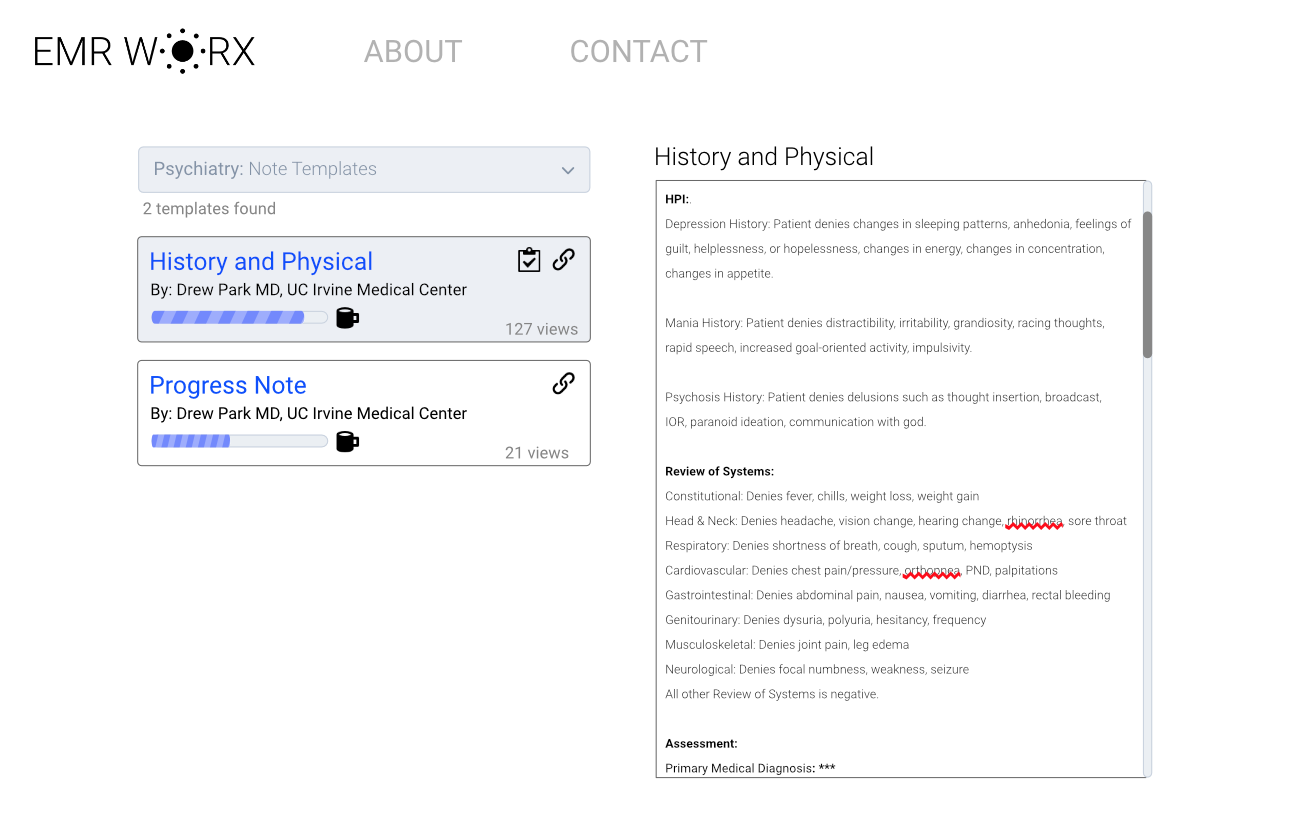 EMR WORX
ABOUT
CONTACT
Psychiatry: Note Templates
2 templates found
History and Physical
By: Drew Park MD, UC Irvine Medical Center
127 views
Progress Note
By: Drew Park MD, UC Irvine Medical Center
21 views
History and Physical
HPI:.
Depression History: Patient denies changes in sleeping patterns, anhedonia, feelings of
guilt, helplessness, or hopelessness, changes in energy, changes in concentration,
changes in appetite.
Mania History: Patient denies distractibility, irritability, grandiosity, racing thoughts,
rapid speech, increased goal-oriented activity, impulsivity.
Psychosis History: Patient denies delusions such as thought insertion, broadcast,
IOR, paranoid ideation, communication with god.
Review of Systems:
Constitutional: Denies fever, chills, weight loss, weight gain
Head & Neck: Denies headache, vision change, hearing change, rhinorrhea, sore throat
Respiratory: Denies shortness of breath, cough, sputum, hemoptysis
Cardiovascular: Denies chest pain/pressure, orthopnea, PND, palpitations
Gastrointestinal: Denies abdominal pain, nausea, vomiting, diarrhea, rectal bleeding
Genitourinary: Denies dysuria, polyuria, hesitancy, frequency
Musculoskeletal: Denies joint pain, leg edema
Neurological: Denies focal numbness, weakness, seizure
All other Review of Systems is negative.
Assessment:
Primary Medical Diagnosis: ***